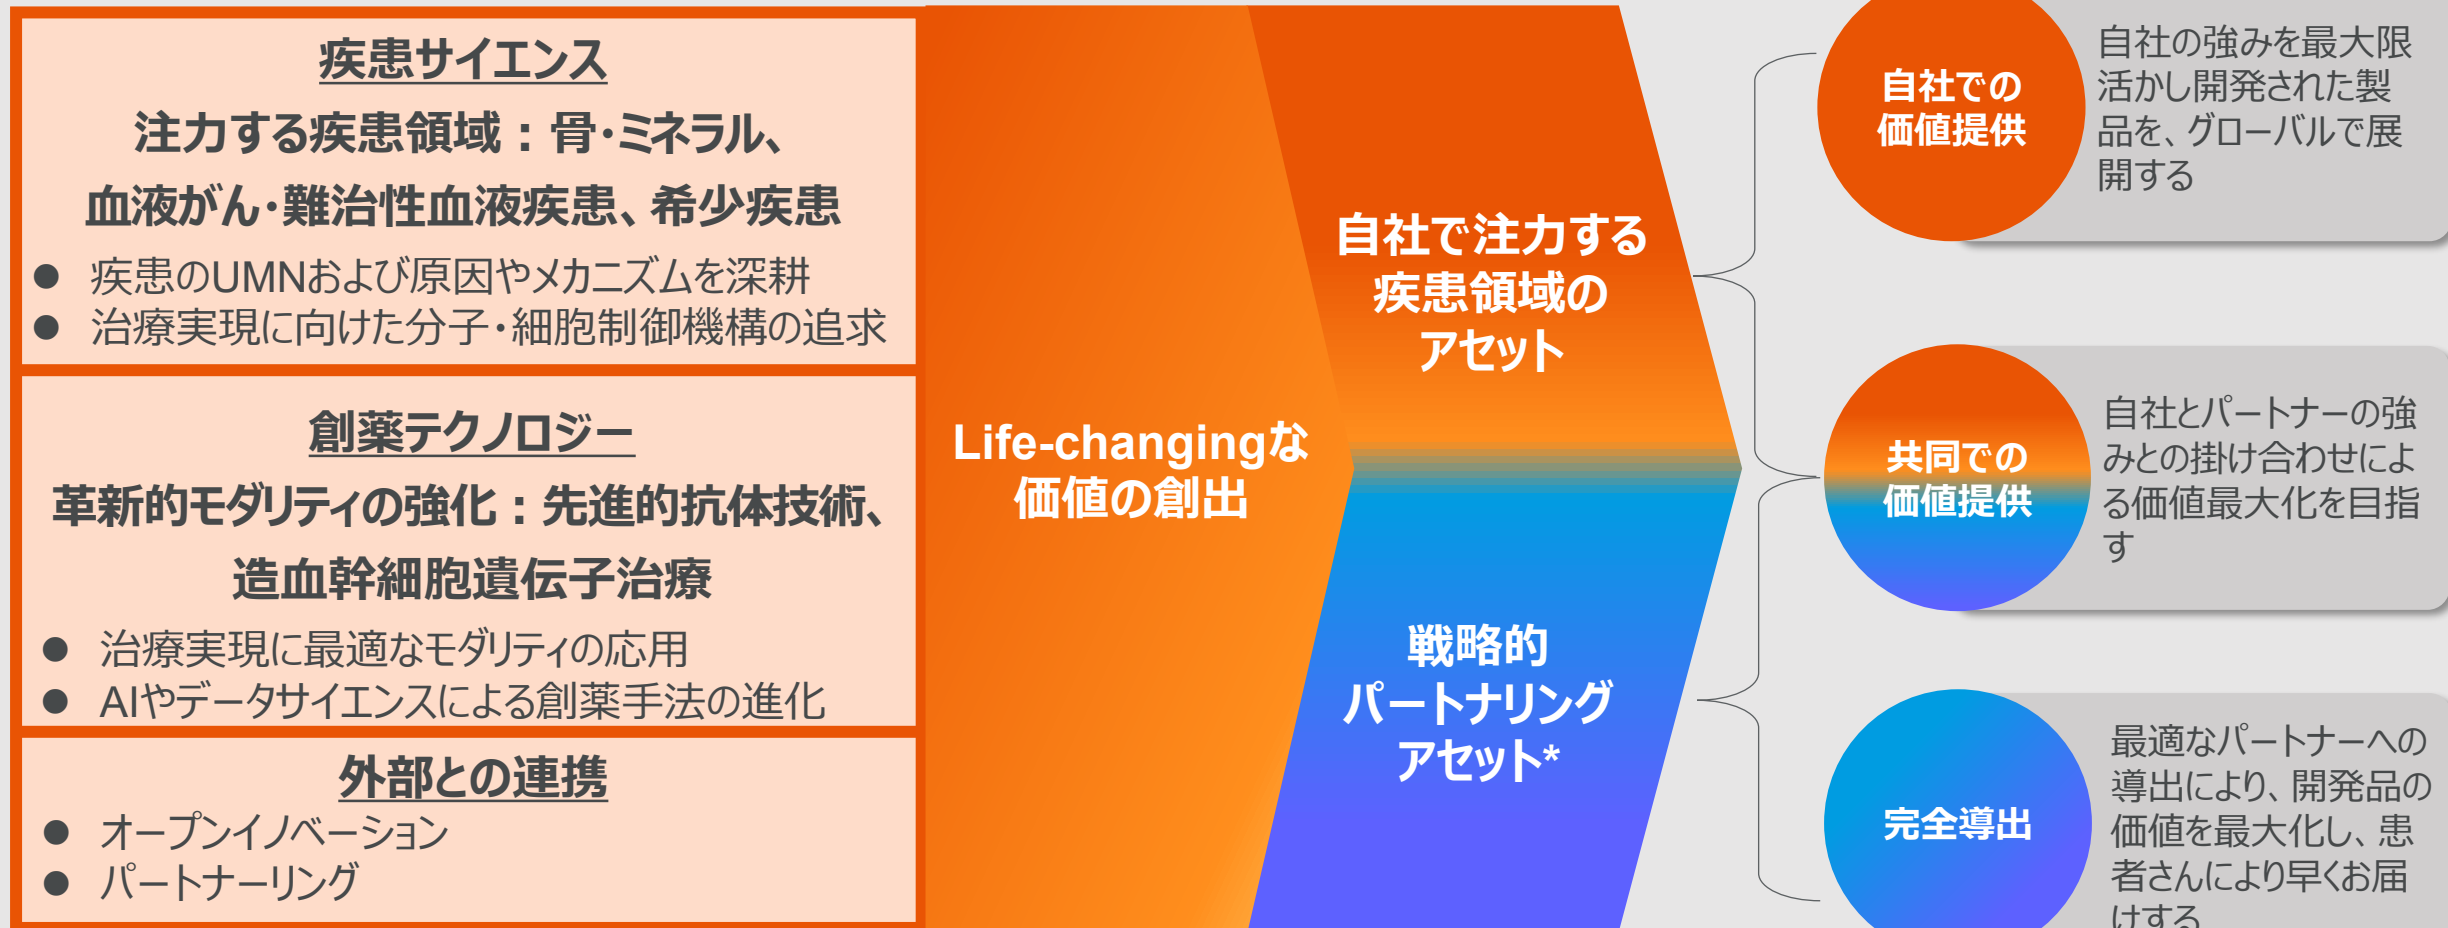 疾患サイエンス
注力する疾患領域：骨・ミネラル、
血液がん・難治性血液疾患、希少疾患
● 疾患のUMNおよび原因やメカニズムを深耕
● 治療実現に向けた分子・細胞制御機構の追求
創薬テクノロジー
革新的モダリティの強化：先進的抗体技術、
造血幹細胞遺伝子治療
● 治療実現に最適なモダリティの応用
● AIやデータサイエンスによる創薬手法の進化
外部との連携
● オープンイノベーション
● パートナーリング
Life-changingな
価値の創出
自社で注力する
疾患領域の
アセット
戦略的
パートナリング
アセット*
自社での
価値提供
自社の強みを最大限
活かし開発された製
品を、グローバルで展
開する
共同での
価値提供
自社とパートナーの強
みとの掛け合わせによ
る価値最大化を目指
す
完全導出
最適なパートナーへの
導出により、開発品の
価値を最大化し、患
者さんにより早くお届
けする